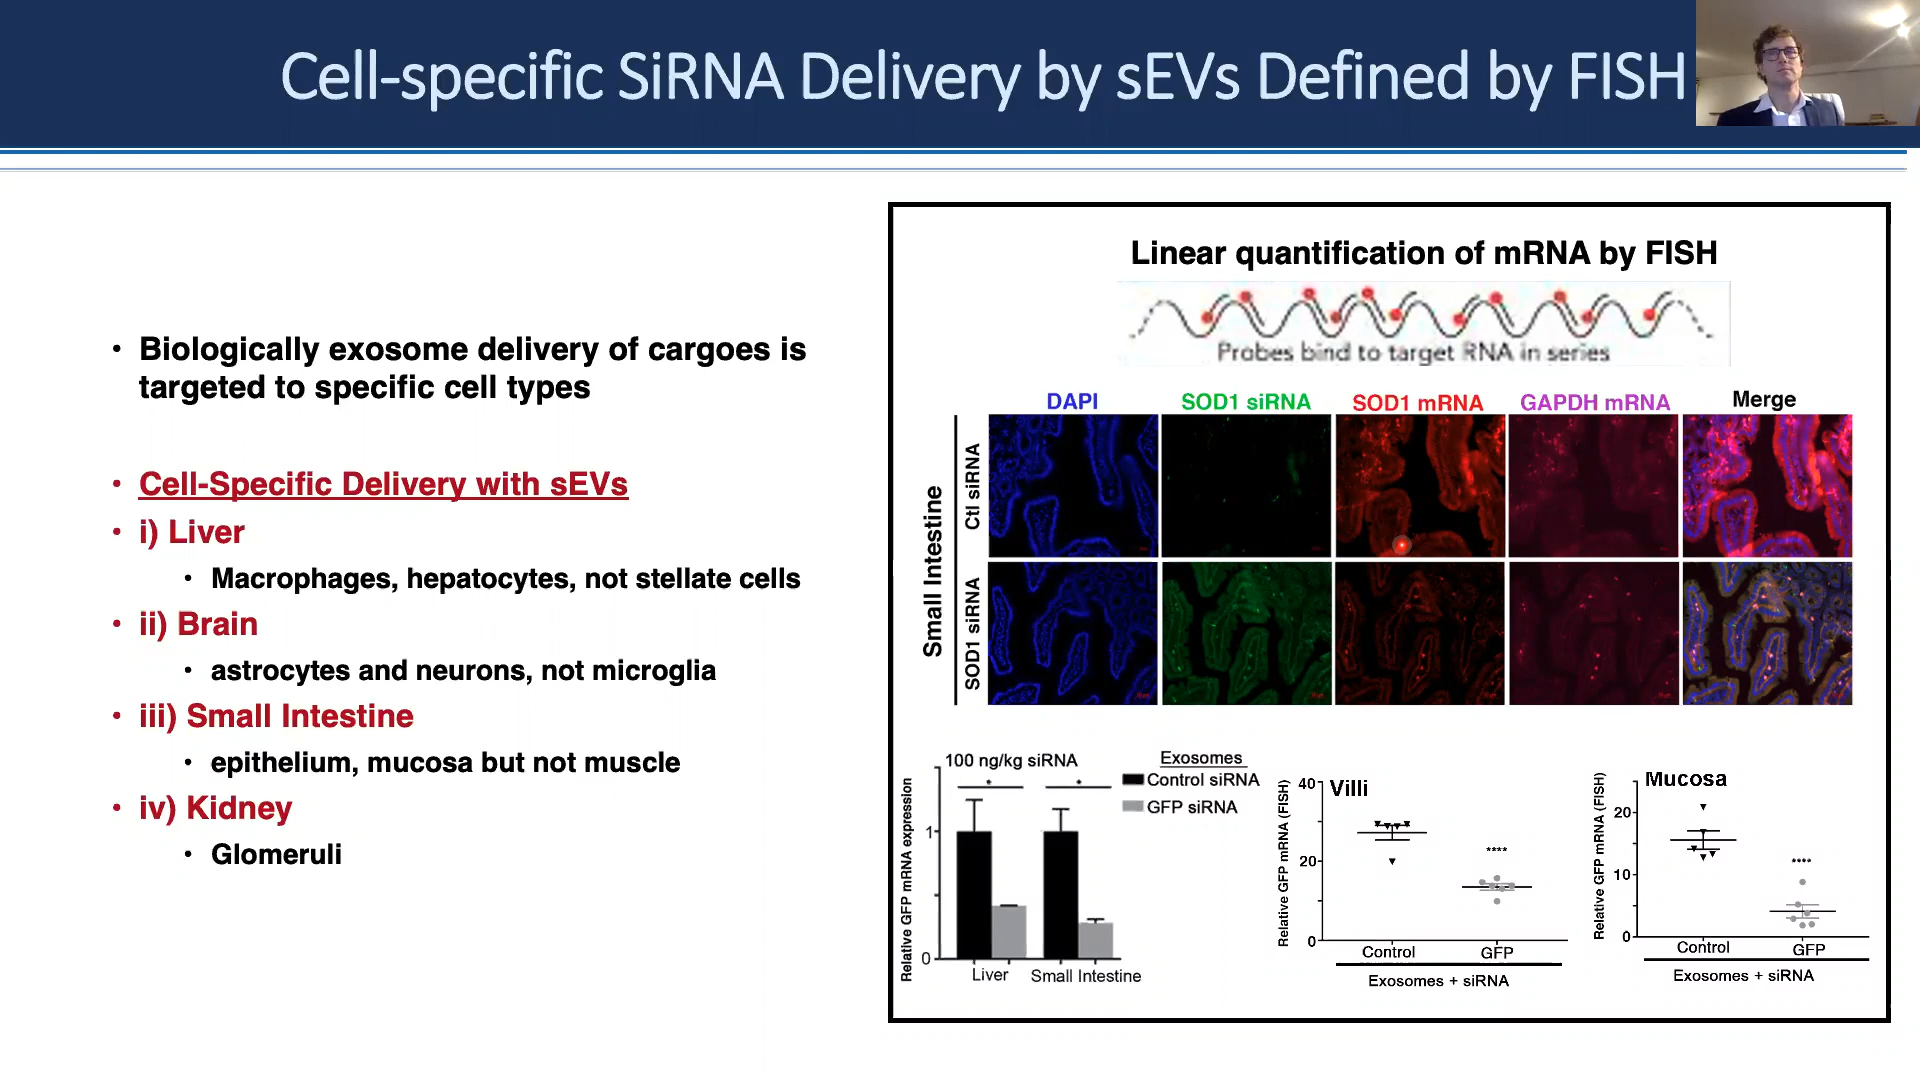 Cell-specific SiRNA Delivery by sEVs Defined by FISH
• Biologically exosome delivery of cargoes is
targeted to specific cell types
• Cell-Specific Delivery with sEVs
• i) Liver
• Macrophages, hepatocytes, not stellate cells
• ii) Brain
• astrocytes and neurons, not microglia
• iii) Small Intestine
• epithelium, mucosa but not muscle
• iv) Kidney
• Glomeruli
Linear quantification of mRNA by FISH
Probes bind to target RNA in series
DAPI SOD1 siRNA SOD1 mRNA GAPDH mRNA Merge
Small Intestine
Ctl siRNA
SOD1 siRNA
100 ng/kg siRNA
Exosomes
Control siRNA
GFP siRNA
* *
Relative GFP mRNA expression
1
0
Liver Small Intestine
Villi
Relative GFP mRNA (FISH)
40
20
0
****
Control GFP
Exosomes + siRNA
Mucosa
Relative GFP mRNA (FISH)
20
10
0
****
Control GFP
Exosomes + siRNA